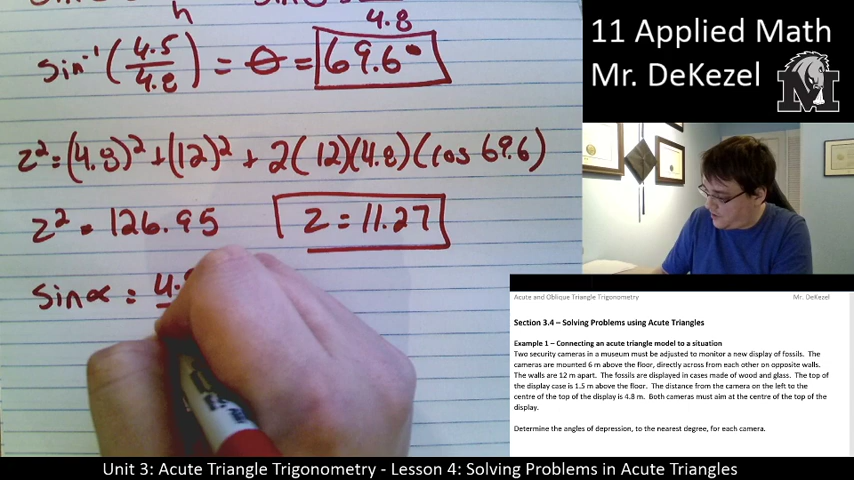 h
4.8
sin⁻¹ (4.5/4.8) = θ = 69.6°
z² = (4.8)² + (12)² + 2(12)(4.8)(cos 69.6)
z² = 126.95 z = 11.27
sin α =
11 Applied Math
Mr. DeKezel
M
Acute and Oblique Triangle Trigonometry Mr. DeKezel
Section 3.4 – Solving Problems using Acute Triangles
Example 1 – Connecting an acute triangle model to a situation
Two security cameras in a museum must be adjusted to monitor a new display of fossils. The
cameras are mounted 6 m above the floor, directly across from each other on opposite walls.
The walls are 12 m apart. The fossils are displayed in cases made of wood and glass. The top of
the display case is 1.5 m above the floor. The distance from the camera on the left to the
centre of the top of the display is 4.8 m. Both cameras must aim at the centre of the top of the
display.
Determine the angles of depression, to the nearest degree, for each camera.
Unit 3: Acute Triangle Trigonometry - Lesson 4: Solving Problems in Acute Triangles